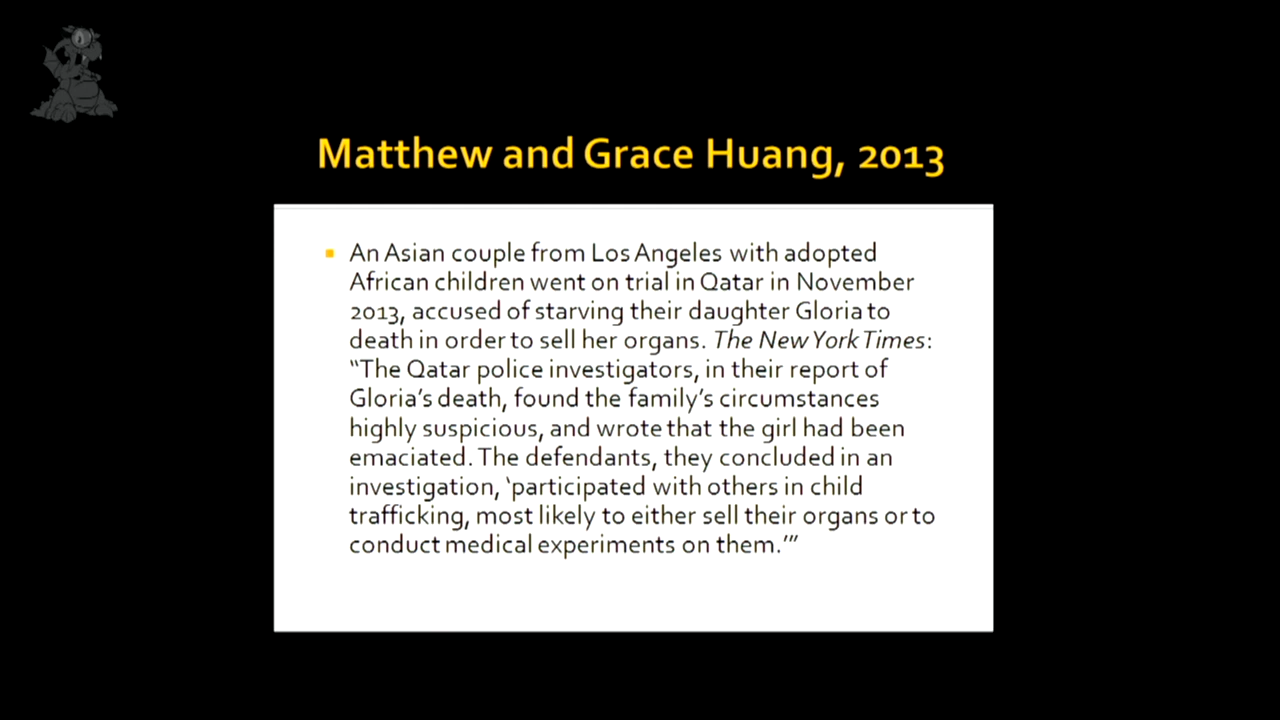 Matthew and Grace Huang, 2013
An Asian couple from Los Angeles with adopted
African children went on trial in Qatar in November
2013, accused of starving their daughter Gloria to
death in order to sell her organs. The New York Times:
“The Qatar police investigators, in their report of
Gloria’s death, found the family’s circumstances
highly suspicious, and wrote that the girl had been
emaciated. The defendants, they concluded in an
investigation, ‘participated with others in child
trafficking, most likely to either sell their organs or to
conduct medical experiments on them.’”